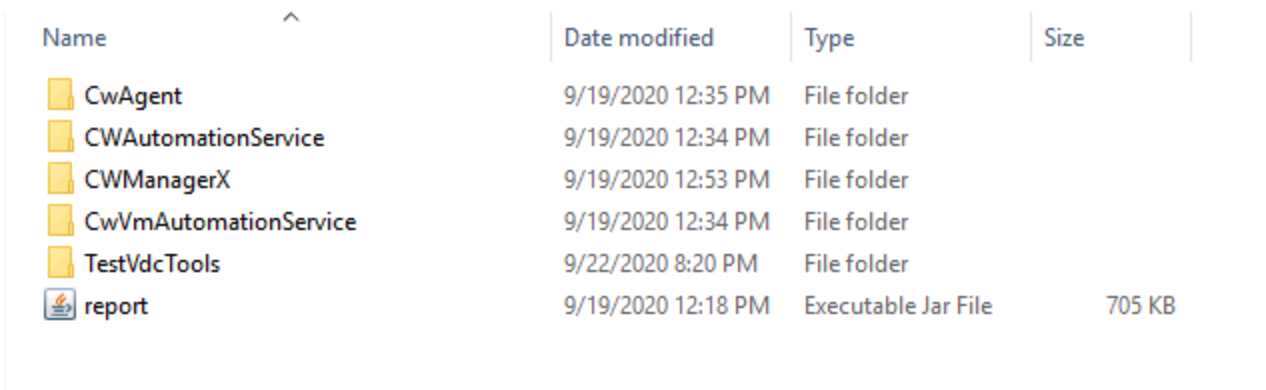 Name Date modified Type Size
CwAgent 9/19/2020 12:35 PM File folder
CWAutomationService 9/19/2020 12:34 PM File folder
CWManagerX 9/19/2020 12:53 PM File folder
CwVmAutomationService 9/19/2020 12:34 PM File folder
TestVdcTools 9/22/2020 8:20 PM File folder
report 9/19/2020 12:18 PM Executable Jar File 705 KB